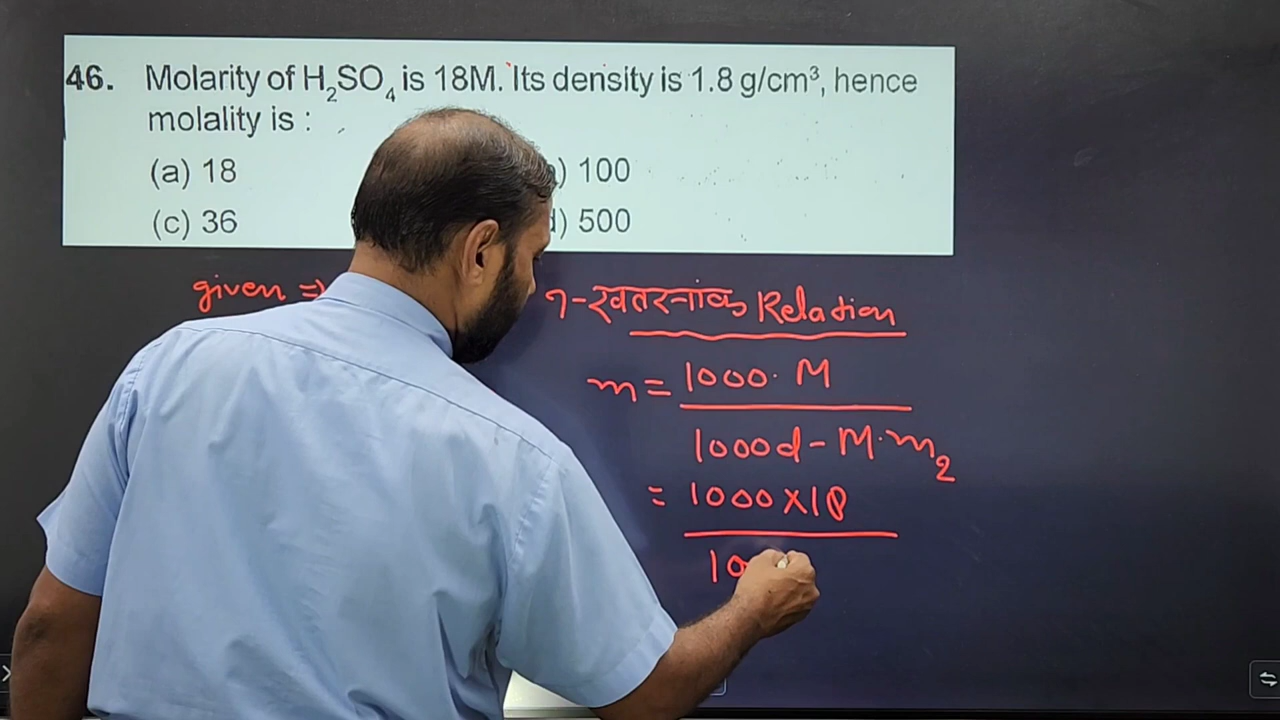 46. Molarity of H₂SO₄ is 18M. Its density is 1.8 g/cm³, hence
molality is :
(a) 18 ) 100
(c) 36 ) 500
given ⇒
7-खतरनाक Relation
m = 1000· M
1000d - M·m₂
= 1000 × 18
10